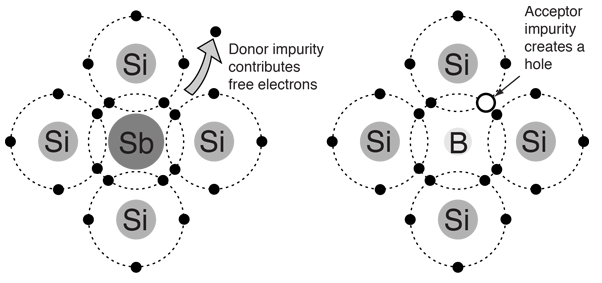 Si
Donor impurity
contributes
free electrons
Si
Sb
Si
Si
Acceptor
impurity
creates a
hole
Si
Si
B
Si
Si